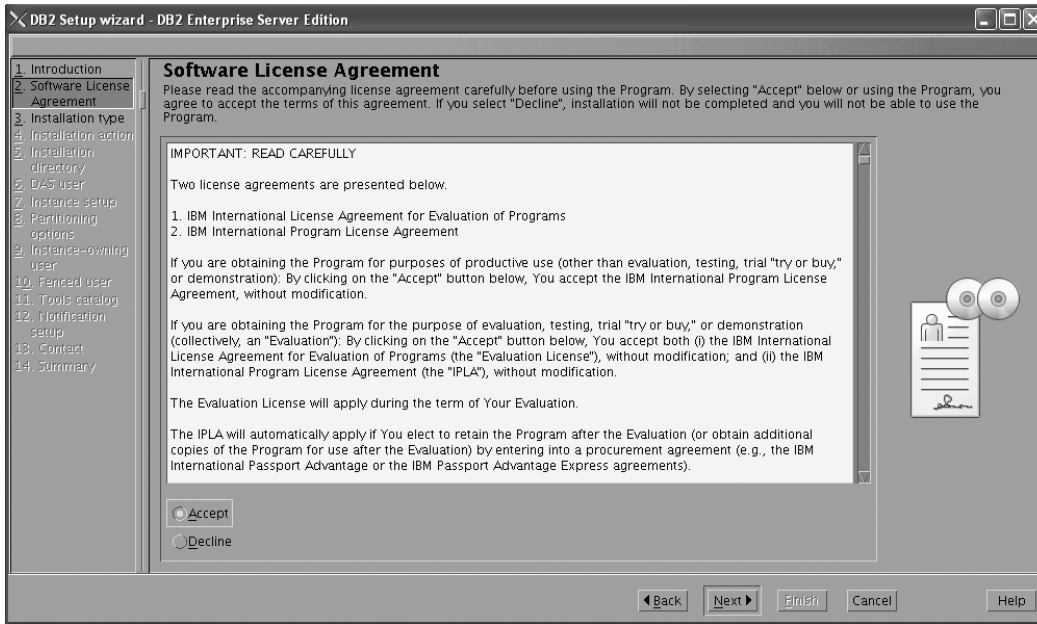 DB2 Setup wizard - DB2 Enterprise Server Edition
1. Introduction
2. Software License
Agreement
3. Installation type
4. Installation action
5. Installation
directory
6. DAS user
7. Instance setup
8. Partitioning
options
9. Instance-owning
user
10. Fenced user
11. Tools catalog
12. Notification
setup
13. Contact
14. Summary
Software License Agreement
Please read the accompanying license agreement carefully before using the Program. By selecting "Accept" below or using the Program, you
agree to accept the terms of this agreement. If you select "Decline", installation will not be completed and you will not be able to use the
Program.
IMPORTANT: READ CAREFULLY
Two license agreements are presented below.
1. IBM International License Agreement for Evaluation of Programs
2. IBM International Program License Agreement
If you are obtaining the Program for purposes of productive use (other than evaluation, testing, trial "try or buy,"
or demonstration): By clicking on the "Accept" button below, You accept the IBM International Program License
Agreement, without modification.
If you are obtaining the Program for the purpose of evaluation, testing, trial "try or buy," or demonstration
(collectively, an "Evaluation"): By clicking on the "Accept" button below, You accept both (i) the IBM International
License Agreement for Evaluation of Programs (the "Evaluation License"), without modification; and (ii) the IBM
International Program License Agreement (the "IPLA"), without modification.
The Evaluation License will apply during the term of Your Evaluation.
The IPLA will automatically apply if You elect to retain the Program after the Evaluation (or obtain additional
copies of the Program for use after the Evaluation) by entering into a procurement agreement (e.g., the IBM
International Passport Advantage or the IBM Passport Advantage Express agreements).
Accept
Decline
Back
Next
Finish
Cancel
Help